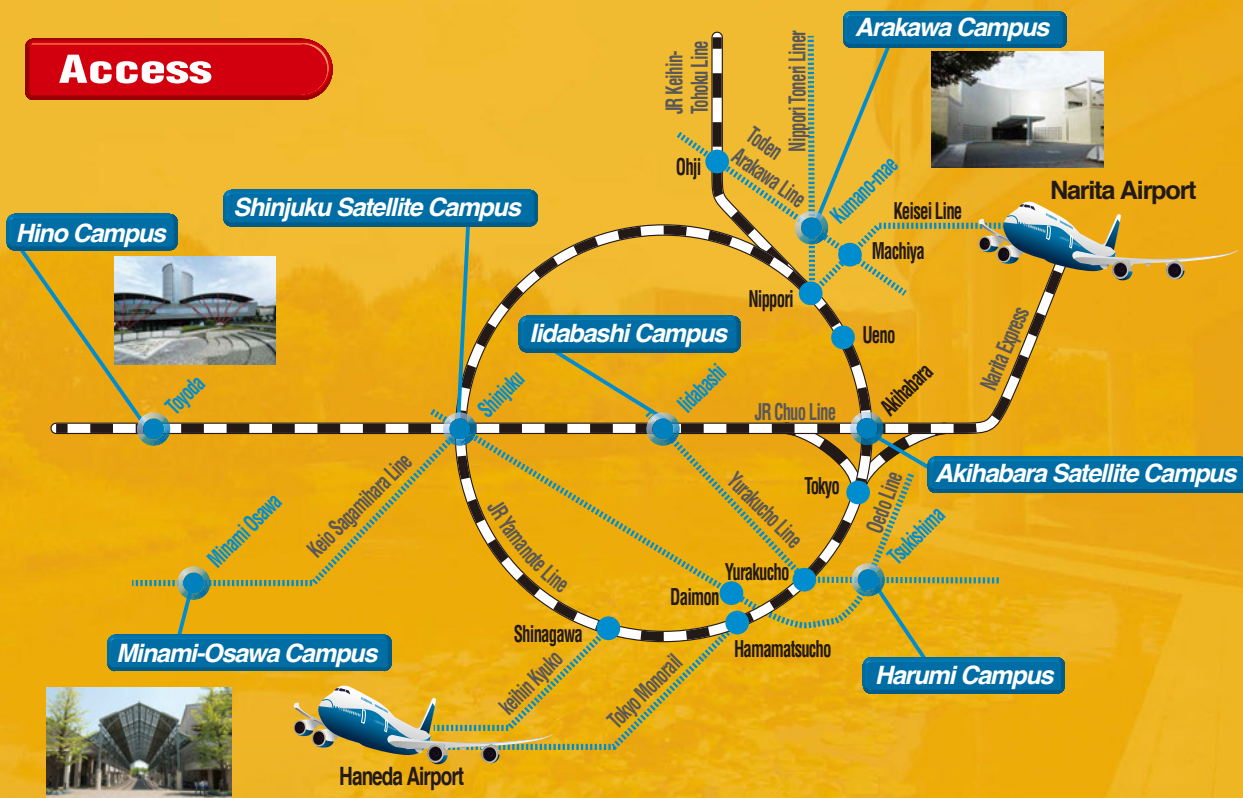 Access
Arakawa Campus
JR Keihin-
Tohoku Line
Nippori Toneri Liner
Toden
Arakawa Line
Ohji
Kumano-mae
Narita Airport
Keisei Line
Machiya
Shinjuku Satellite Campus
Hino Campus
Nippori
Ueno
Iidabashi Campus
Narita Express
Toyoda
Shinjuku
Iidabashi
JR Chuo Line
Akihabara
Akihabara Satellite Campus
Tokyo
Oedo Line
Tsukishima
Keio Sagamihara Line
Minami Osawa
JR Yamanote Line
Yurakucho Line
Yurakucho
Daimon
Shinagawa
Hamamatsucho
Minami-Osawa Campus
Harumi Campus
keihin Kyuko
Tokyo Monorail
Haneda Airport